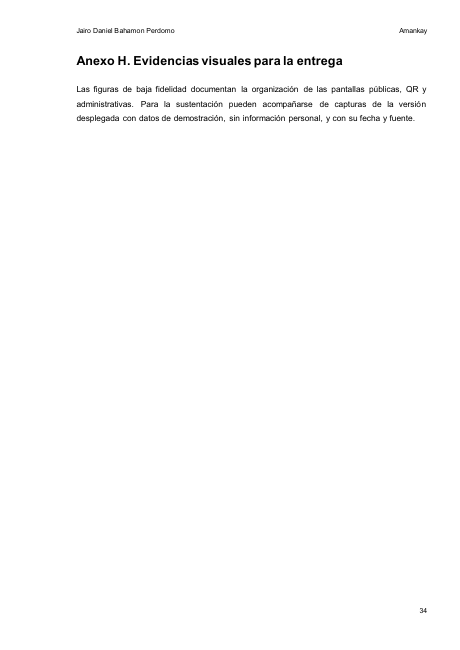 Jairo Daniel Bahamon Perdomo Amankay
Anexo H. Evidencias visuales para la entrega
Las figuras de baja fidelidad documentan la organización de las pantallas públicas, QR y
administrativas. Para la sustentación pueden acompañarse de capturas de la versión
desplegada con datos de demostración, sin información personal, y con su fecha y fuente.
34